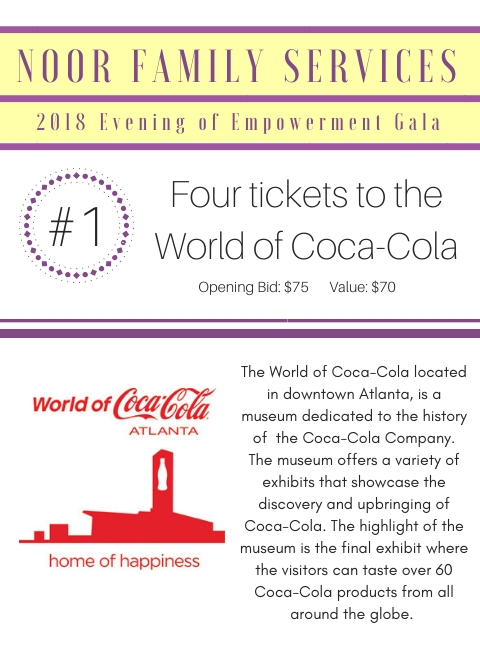 NOOR FAMILY SERVICES
2018 Evening of Empowerment Gala
#1
Four tickets to the
World of Coca-Cola
Opening Bid: $75 Value: $70
World of Coca-Cola
ATLANTA
home of happiness
The World of Coca-Cola located
in downtown Atlanta, is a
museum dedicated to the history
of the Coca-Cola Company.
The museum offers a variety of
exhibits that showcase the
discovery and upbringing of
Coca-Cola. The highlight of the
museum is the final exhibit where
the visitors can taste over 60
Coca-Cola products from all
around the globe.